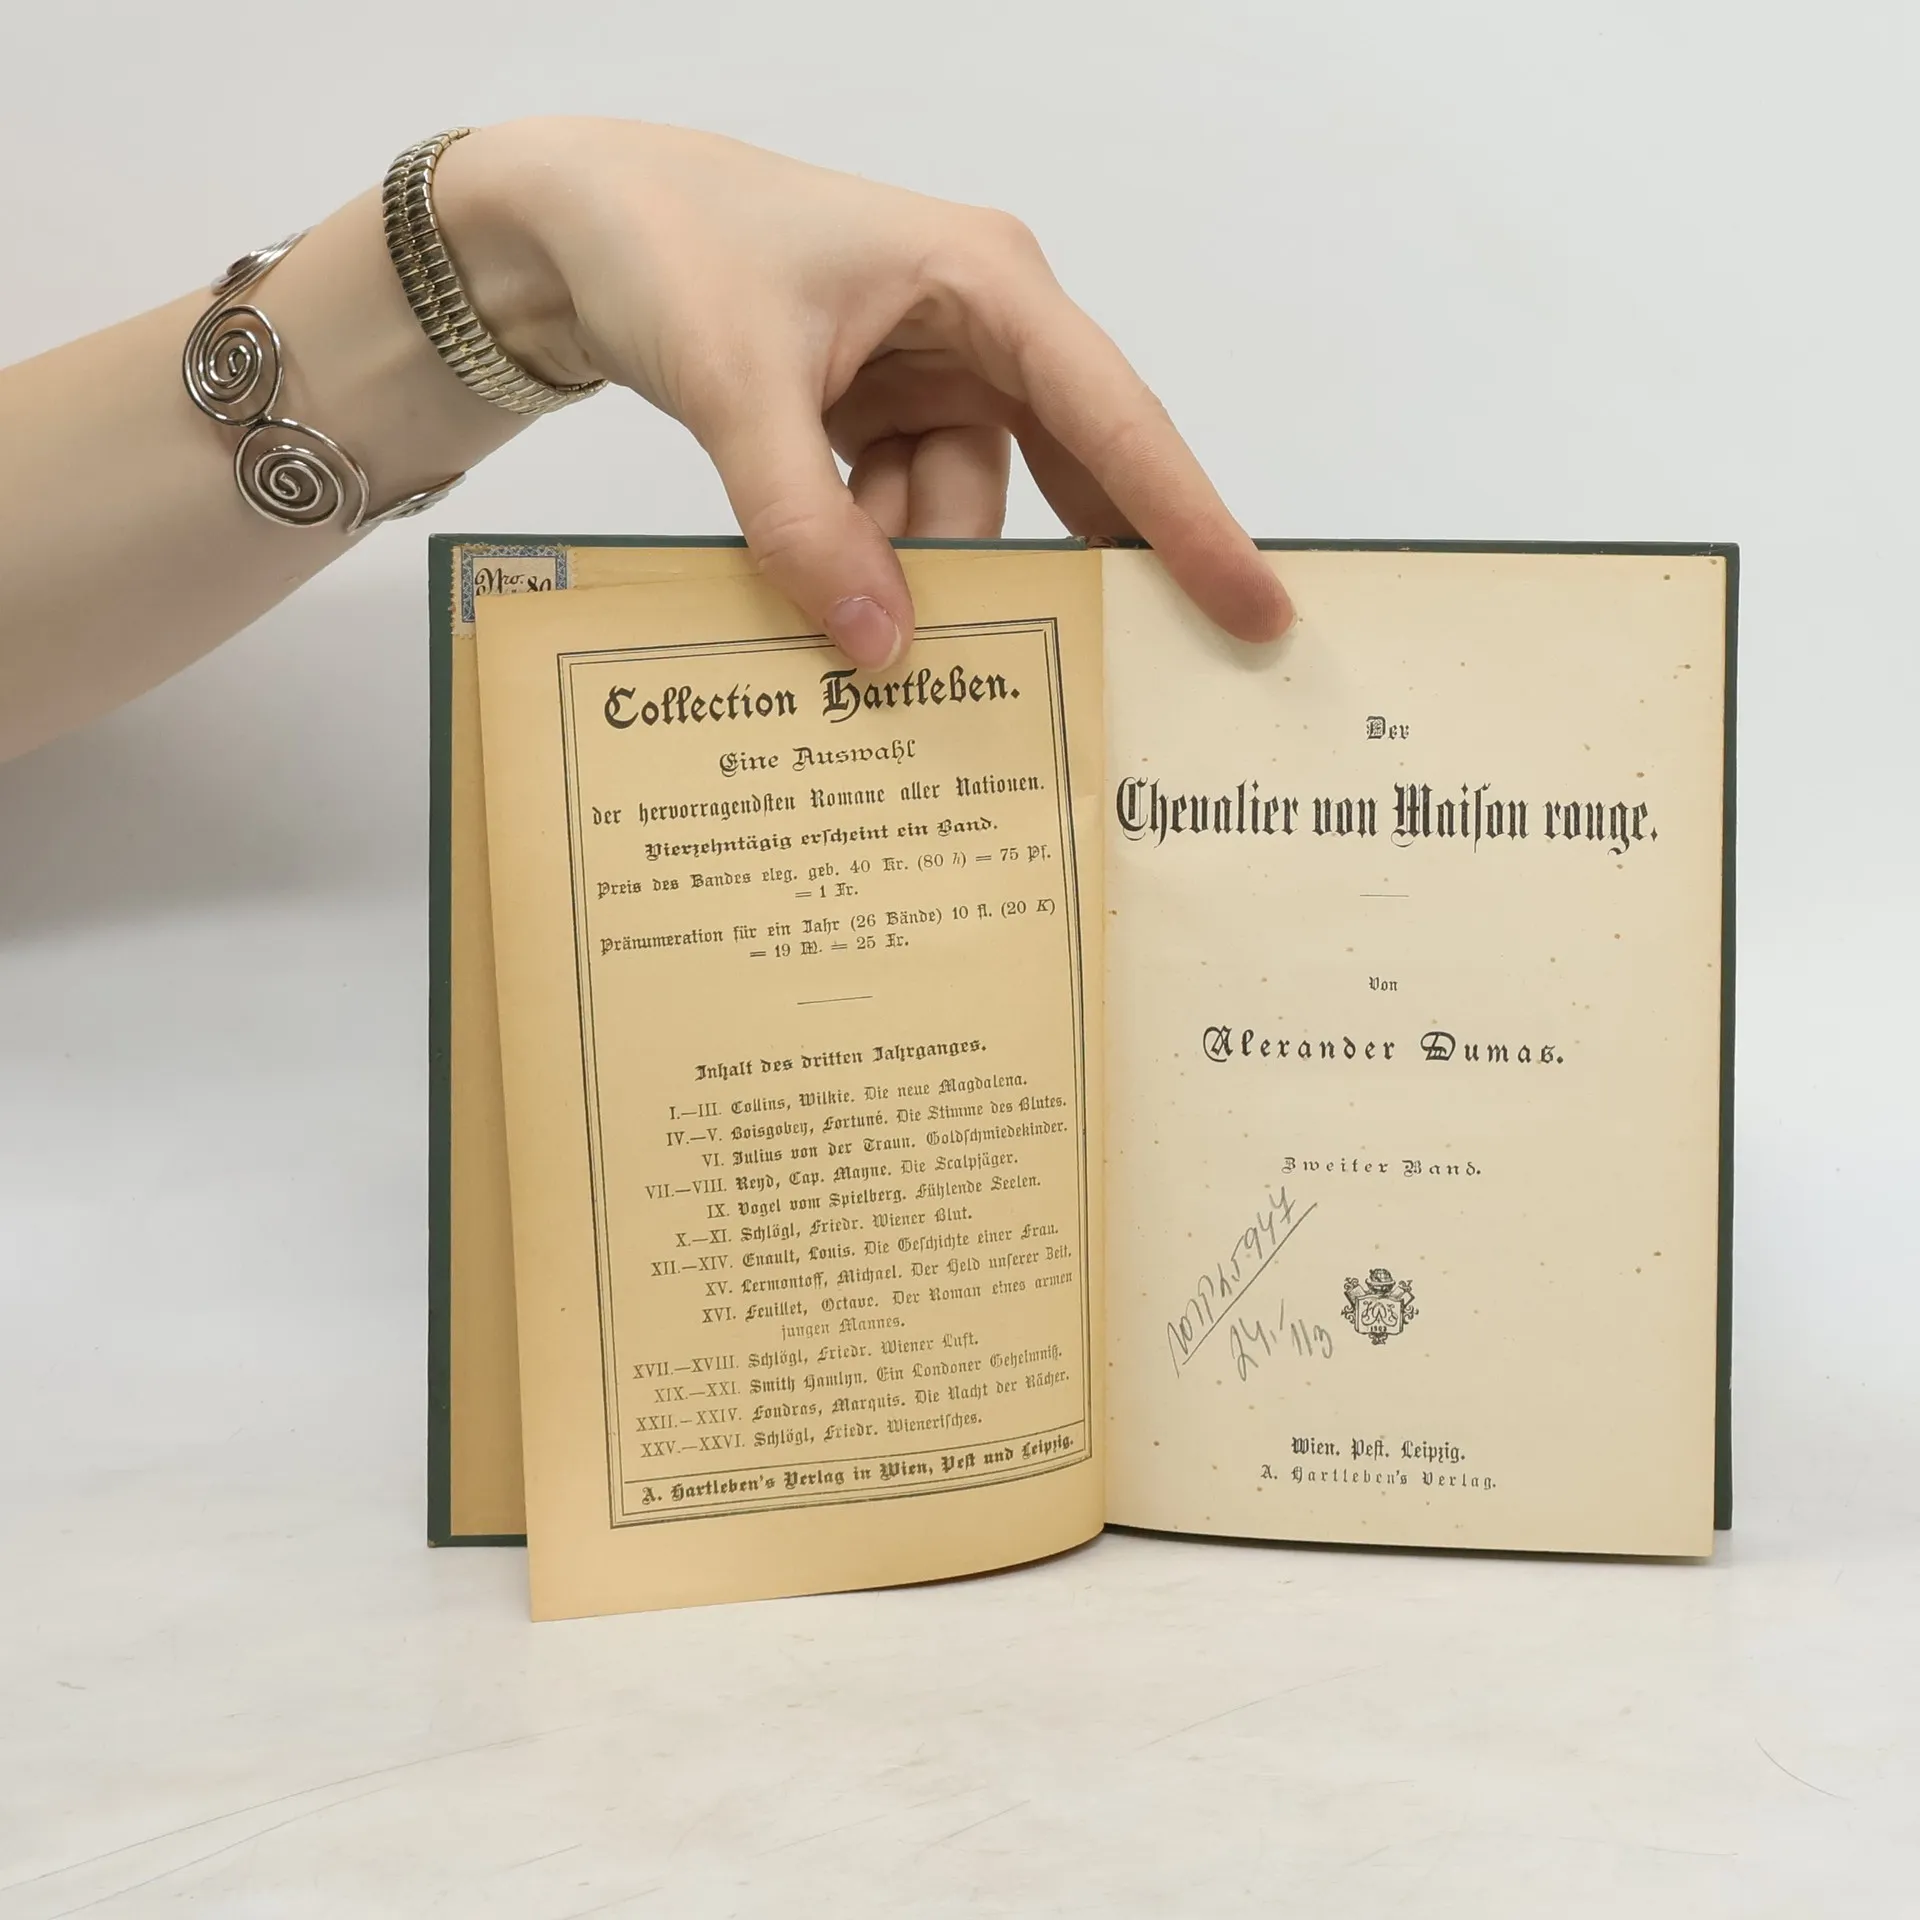 Nro. 80
Collection Hartleben.
Eine Auswahl
der hervorragendſten Romane aller Nationen.
Vierzehntägig erſcheint ein Band.
Preis des Bandes eleg. geb. 40 Kr. (80 h) = 75 Pf.
= 1 Fr.
Pränumeration für ein Jahr (26 Bände) 10 fl. (20 K)
= 19 M. = 25 Fr.
Inhalt des dritten Jahrganges.
I.—III. Collins, Wilkie. Die neue Magdalena.
IV.—V. Boisgobey, Fortuné. Die Stimme des Blutes.
VI. Julius von der Traun. Goldſchmiedekinder.
VII.—VIII. Reyd, Cap. Mayne. Die Scalpjäger.
IX. Vogel vom Spielberg. Fühlende Seelen.
X.—XI. Schlögl, Friedr. Wiener Blut.
XII.—XIV. Enault, Louis. Die Geſchichte einer Frau.
XV. Lermontoff, Michael. Der Held unſerer Zeit.
XVI. Feuillet, Octave. Der Roman eines armen
jungen Mannes.
XVII.—XVIII. Schlögl, Friedr. Wiener Luft.
XIX.—XXI. Smith Hamlyn. Ein Londoner Geheimniß.
XXII.—XXIV. Foudras, Marquis. Die Nacht der Rächer.
XXV.—XXVI. Schlögl, Friedr. Wieneriſches.
A. Hartleben's Verlag in Wien, Peſt und Leipzig.
Der
Chevalier von Maiſon rouge.
Von
Alexander Dumas.
Zweiter Band.
24.- 113
1803
Wien. Peſt. Leipzig.
A. Hartleben's Verlag.